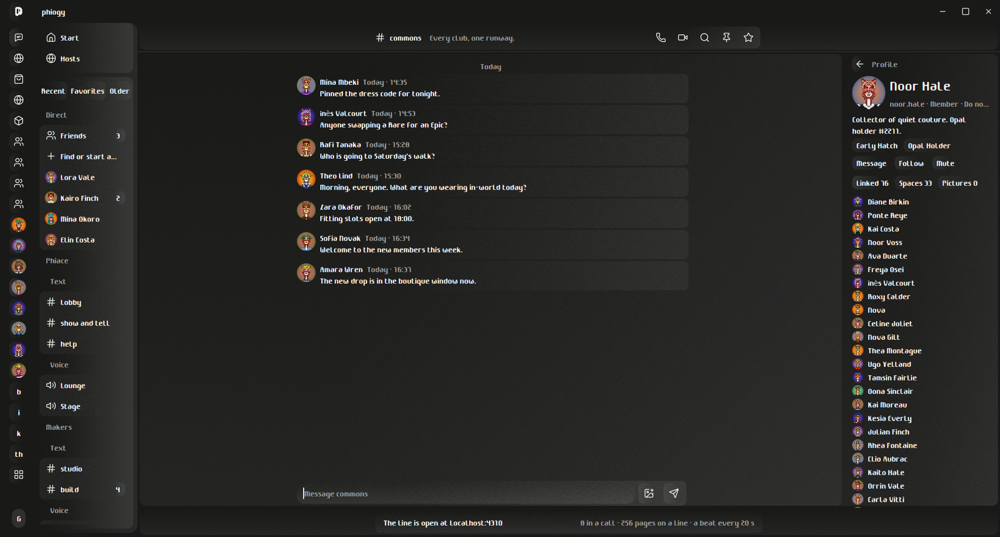 phiogy
Start
Hosts
Recent Favorites Older
Direct
Friends 3
Find or start a...
Lora Vale
Kairo Finch 2
Mina Okoro
Elin Costa
Phiace
Text
lobby
show and tell
help
Voice
Lounge
Stage
Makers
Text
studio
build 4
Voice
b
i
k
th
G
# commons Every club, one runway.
Today
Mina Mbeki Today · 14:35
Pinned the dress code for tonight.
inès Valcourt Today · 14:53
Anyone swapping a Rare for an Epic?
Rafi Tanaka Today · 15:20
Who is going to Saturday's walk?
Theo Lind Today · 15:30
Morning, everyone. What are you wearing in-world today?
Zara Okafor Today · 16:02
Fitting slots open at 18:00.
Sofia Novak Today · 16:34
Welcome to the new members this week.
Amara Wren Today · 16:37
The new drop is in the boutique window now.
Message commons
The Line is open at localhost:4310
0 in a call · 256 pages on a line · a beat every 20 s
Profile
Noor Hale
noor.hale · Member · Do no...
Collector of quiet couture. Opal
holder #2211.
Early Hatch Opal Holder
Message Follow Mute
Linked 76 Spaces 33 Pictures 0
Diane Birkin
Ponte Reye
Kai Costa
Noor Voss
Ava Duarte
Freya Osei
inès Valcourt
Roxy Calder
Nova
Celine Joliet
Nova Gilt
Thea Montague
Ugo Yelland
Tamsin Fairlie
Oona Sinclair
Kai Moreau
Kesia Everly
Julian Finch
Rhea Fontaine
Clio Aubrac
Kaito Hale
Orrin Vale
Carla Vitti